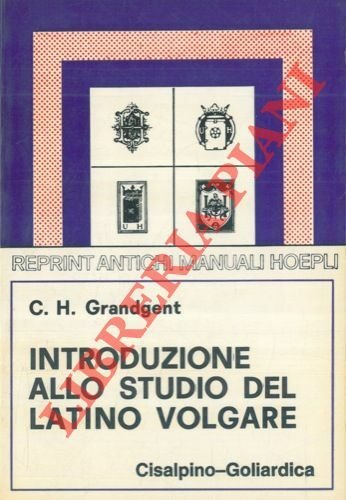 REPRINT ANTICHI MANUALI HOEPLI
C. H. Grandgent
INTRODUZIONE
ALLO STUDIO DEL
LATINO VOLGARE
Cisalpino–Goliardica
LIBRERIA PIANI
U H